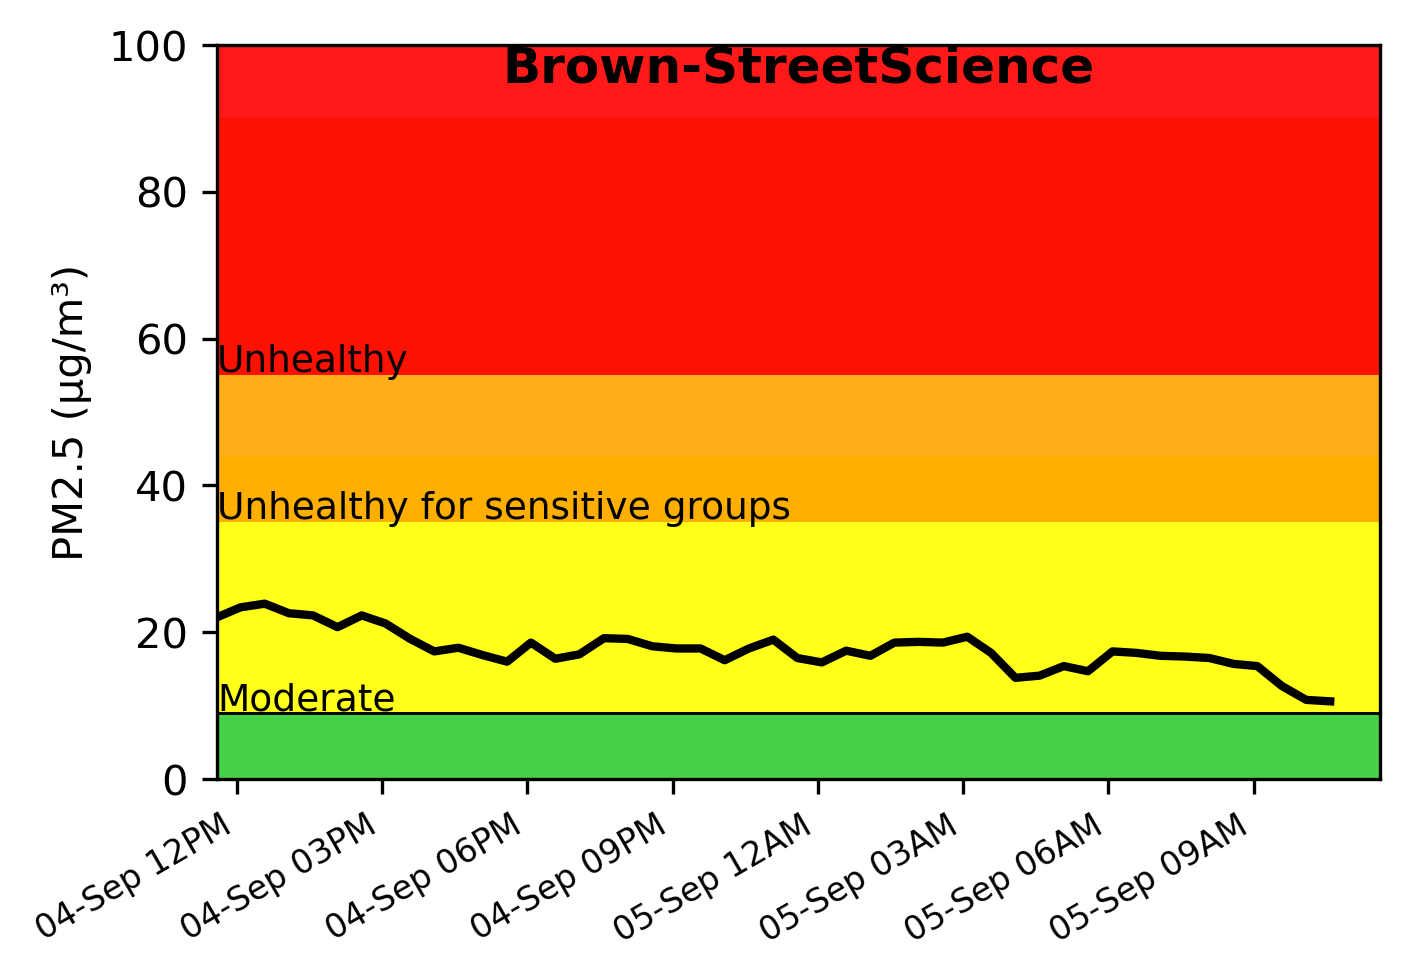 Brown-StreetScience
100
80
60
40
20
0
PM2.5 (µg/m³)
Unhealthy
Unhealthy for sensitive groups
Moderate
04-Sep 12PM
04-Sep 03PM
04-Sep 06PM
04-Sep 09PM
05-Sep 12AM
05-Sep 03AM
05-Sep 06AM
05-Sep 09AM